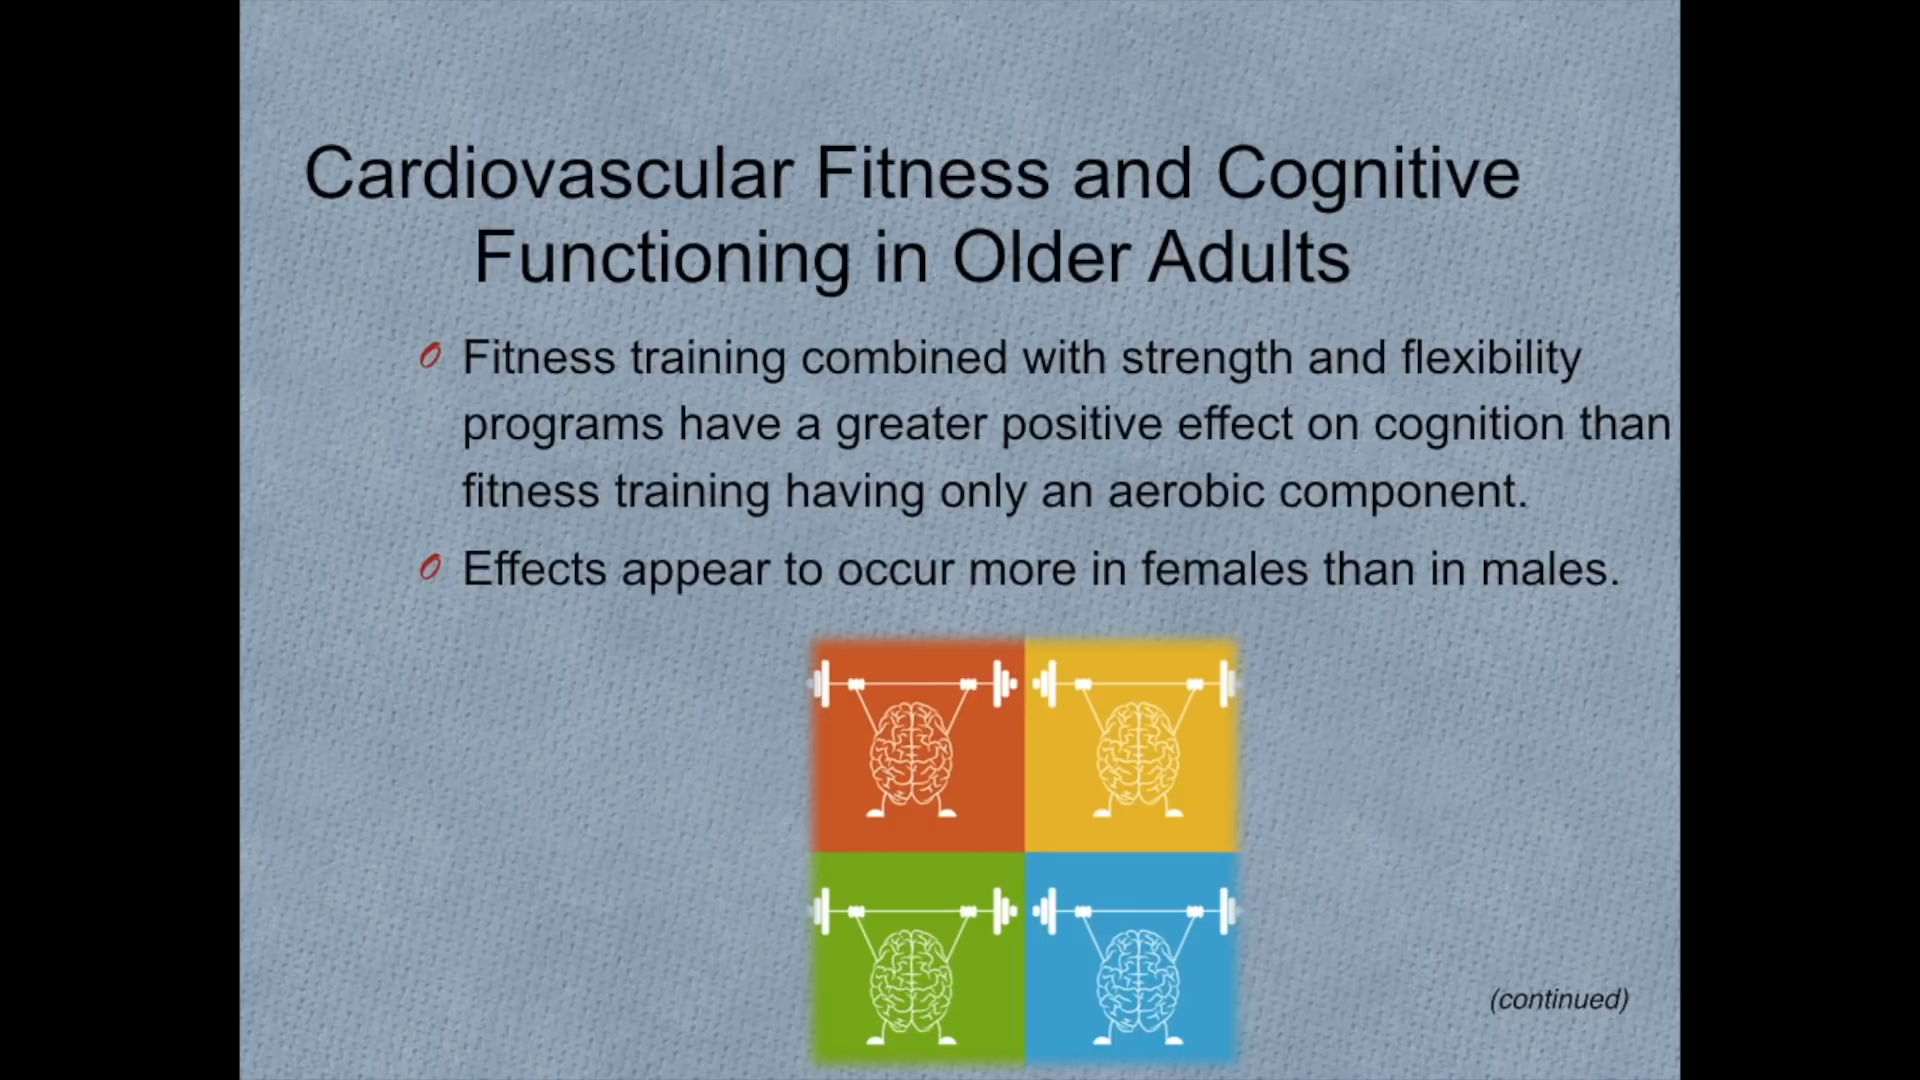 Cardiovascular Fitness and Cognitive
Functioning in Older Adults
Fitness training combined with strength and flexibility
programs have a greater positive effect on cognition than
fitness training having only an aerobic component.
Effects appear to occur more in females than in males.
(continued)